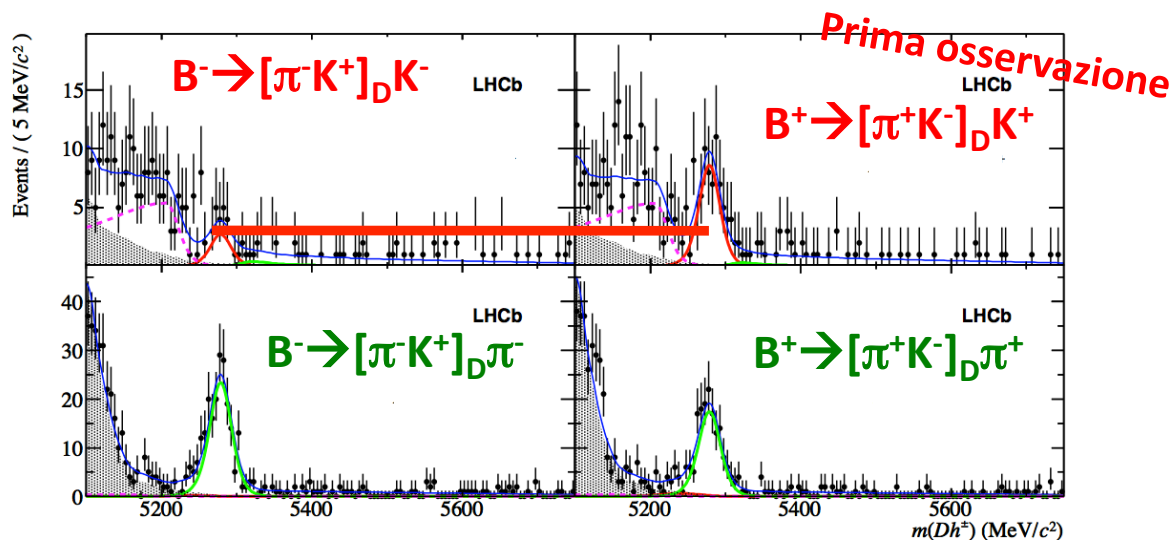 Prima osservazione
B⁻→[π⁻K⁺]DK⁻
LHCb
B⁺→[π⁺K⁻]DK⁺
LHCb
Events / ( 5 MeV/c² )
15
10
5
B⁻→[π⁻K⁺]Dπ⁻
LHCb
B⁺→[π⁺K⁻]Dπ⁺
LHCb
40
30
20
10
0
5200 5400 5600 5200 5400 5600
m(Dh±) (MeV/c²)